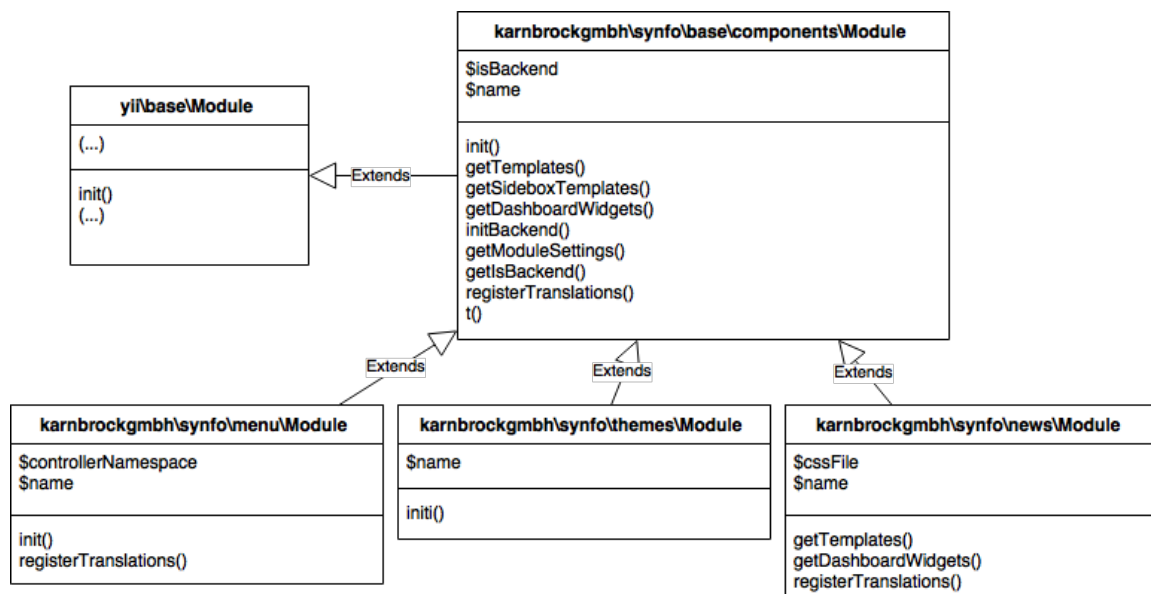 karnbrockgmbh\synfo\base\components\Module
$isBackend
$name
init()
getTemplates()
getSideboxTemplates()
getDashboardWidgets()
initBackend()
getModuleSettings()
getIsBackend()
registerTranslations()
t()
yii\base\Module
(...)
init()
(...)
Extends
Extends
Extends
Extends
karnbrockgmbh\synfo\menu\Module
$controllerNamespace
$name
init()
registerTranslations()
karnbrockgmbh\synfo\themes\Module
$name
initi()
karnbrockgmbh\synfo\news\Module
$cssFile
$name
getTemplates()
getDashboardWidgets()
registerTranslations()